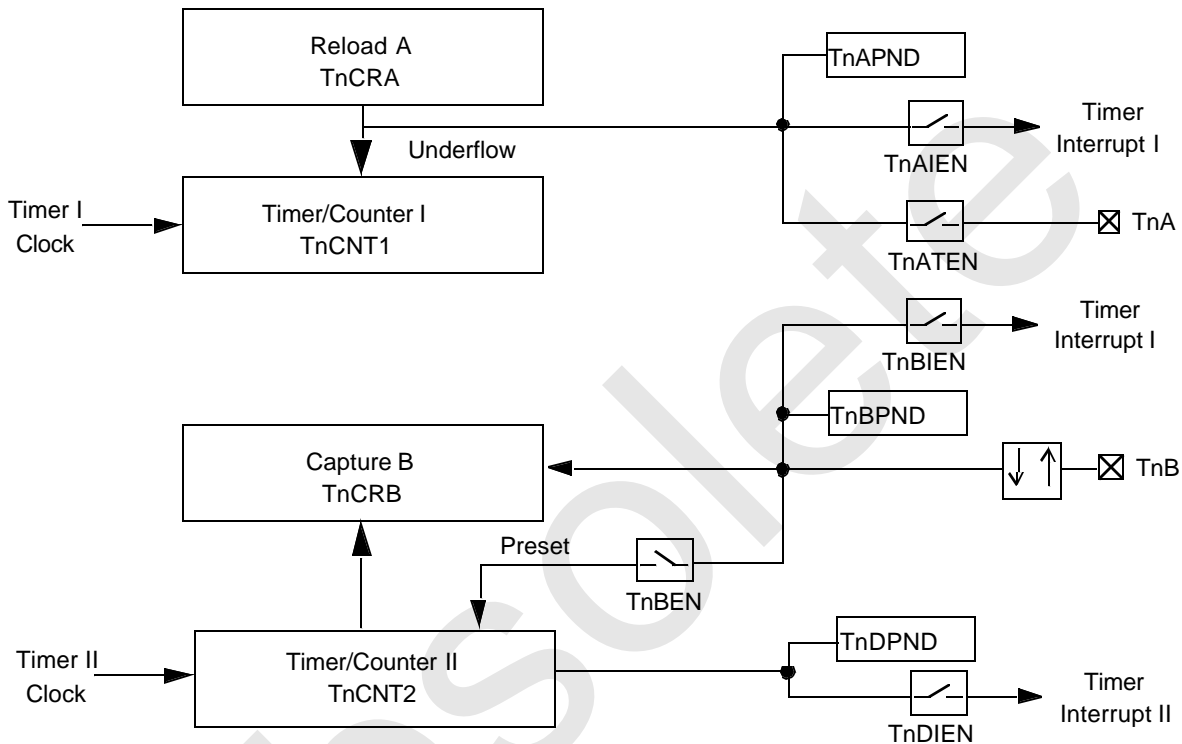 Reload A
TnCRA
TnAPND
Timer
Interrupt I
TnAIEN
Underflow
Timer I
Clock
Timer/Counter I
TnCNT1
TnA
TnATEN
Timer
Interrupt I
TnBIEN
TnBPND
Capture B
TnCRB
TnB
Preset
TnBEN
Timer II
Clock
Timer/Counter II
TnCNT2
TnDPND
Timer
Interrupt II
TnDIEN
obsolete